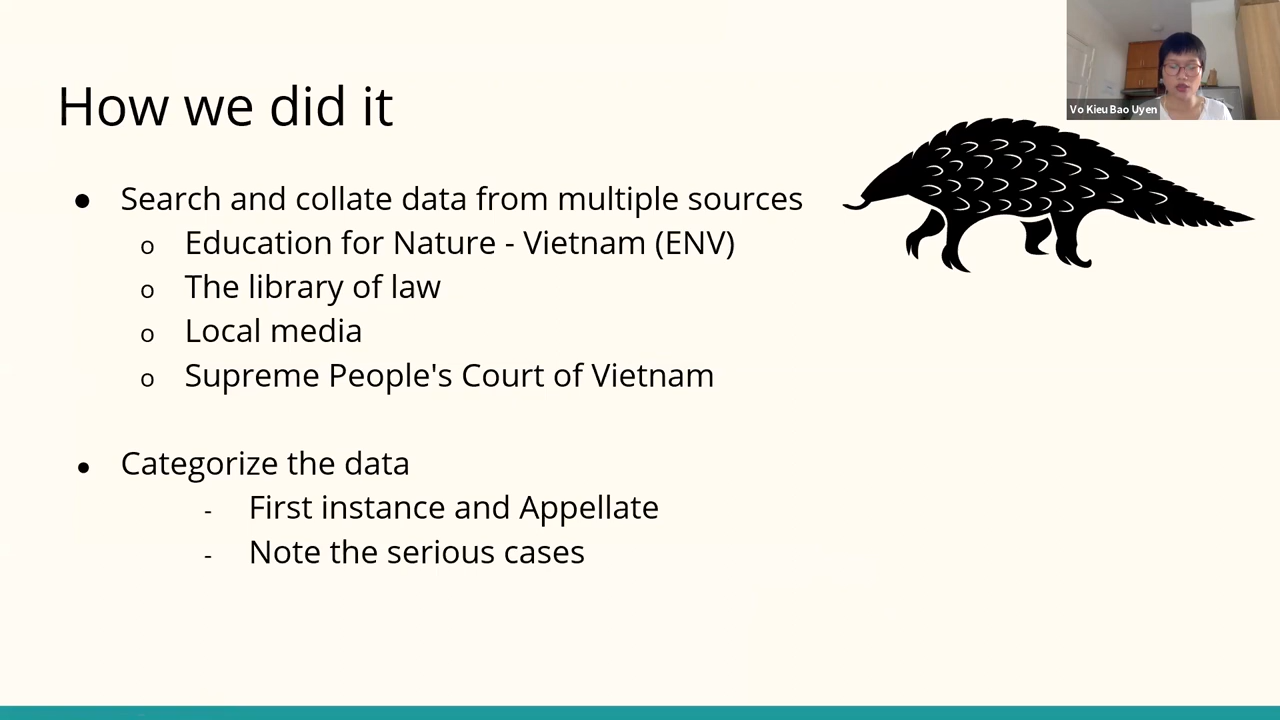 Vo Kieu Bao Uyen
How we did it
● Search and collate data from multiple sources
o Education for Nature - Vietnam (ENV)
o The library of law
o Local media
o Supreme People's Court of Vietnam
● Categorize the data
- First instance and Appellate
- Note the serious cases